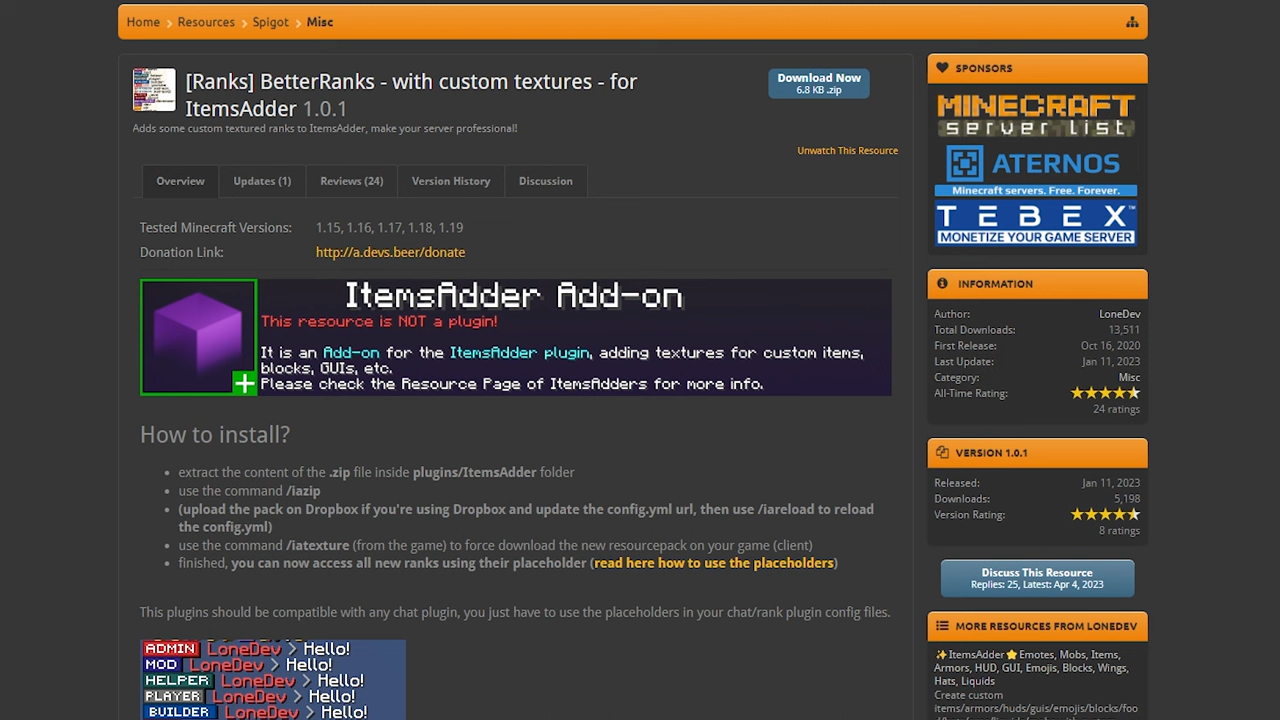 Home > Resources > Spigot > Misc
[Ranks] BetterRanks - with custom textures - for
ItemsAdder 1.0.1
Adds some custom textured ranks to ItemsAdder, make your server professional!
Download Now
6.8 KB .zip
Unwatch This Resource
Overview
Updates (1)
Reviews (24)
Version History
Discussion
Tested Minecraft Versions: 1.15, 1.16, 1.17, 1.18, 1.19
Donation Link: http://a.devs.beer/donate
ItemsAdder Add-on
This resource is NOT a plugin!
It is an Add-on for the ItemsAdder plugin, adding textures for custom items,
blocks, GUIs, etc.
Please check the Resource Page of ItemsAdders for more info.
How to install?
• extract the content of the .zip file inside plugins/ItemsAdder folder
• use the command /iazip
• (upload the pack on Dropbox if you're using Dropbox and update the config.yml url, then use /iareload to reload
the config.yml)
• use the command /iatexture (from the game) to force download the new resourcepack on your game (client)
• finished, you can now access all new ranks using their placeholder (read here how to use the placeholders)
This plugins should be compatible with any chat plugin, you just have to use the placeholders in your chat/rank plugin config files.
ADMIN LoneDev > Hello!
MOD LoneDev > Hello!
HELPER LoneDev > Hello!
PLAYER LoneDev > Hello!
BUILDER LoneDev > Hello!
SPONSORS
MINECRAFT
server list
ATERNOS
Minecraft servers. Free. Forever.
TEBEX™
MONETIZE YOUR GAME SERVER
INFORMATION
Author: LoneDev
Total Downloads: 13,511
First Release: Oct 16, 2020
Last Update: Jan 11, 2023
Category: Misc
All-Time Rating:
24 ratings
VERSION 1.0.1
Released: Jan 11, 2023
Downloads: 5,198
Version Rating:
8 ratings
Discuss This Resource
Replies: 25, Latest: Apr 4, 2023
MORE RESOURCES FROM LONEDEV
✨ItemsAdder⭐Emotes, Mobs, Items,
Armors, HUD, GUI, Emojis, Blocks, Wings,
Hats, Liquids
Create custom
items/armors/huds/guis/emojis/blocks/foo